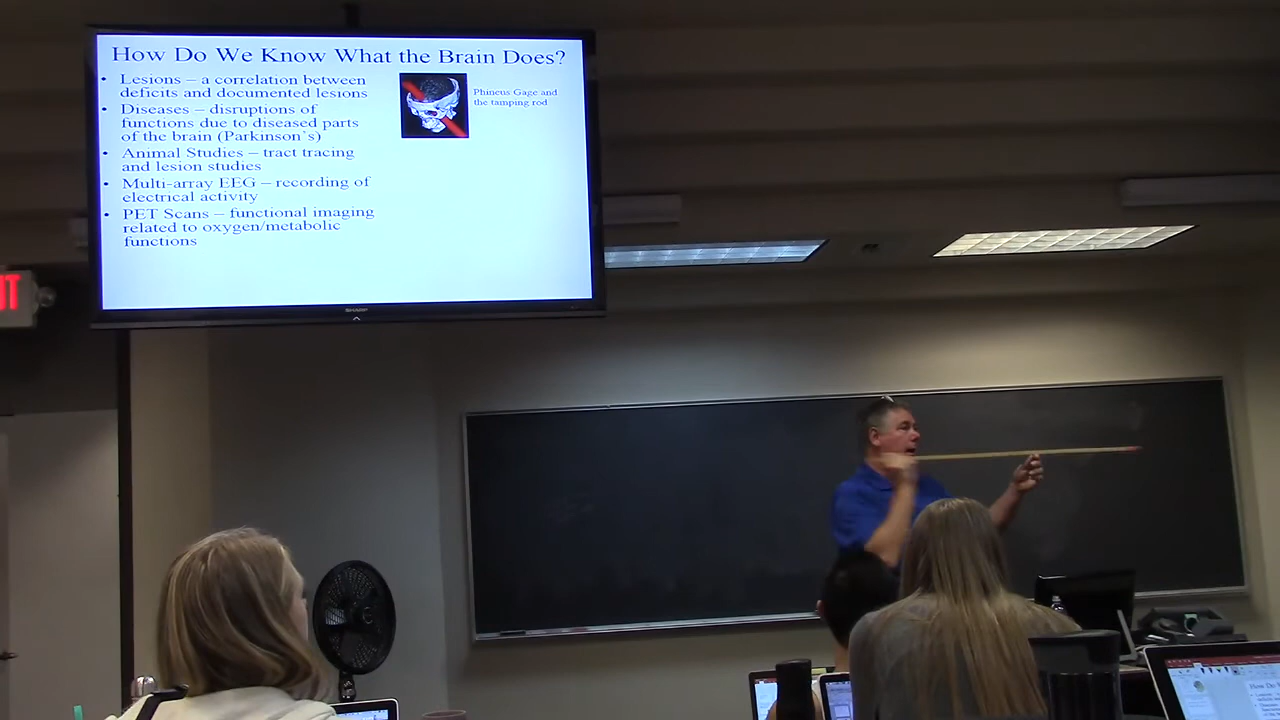 How Do We Know What the Brain Does?
• Lesions – a correlation between
deficits and documented lesions
• Diseases – disruptions of
functions due to diseased parts
of the brain (Parkinson's)
• Animal Studies – tract tracing
and lesion studies
• Multi-array EEG – recording of
electrical activity
• PET Scans – functional imaging
related to oxygen/metabolic
functions
Phineus Gage and
the tamping rod
SHARP